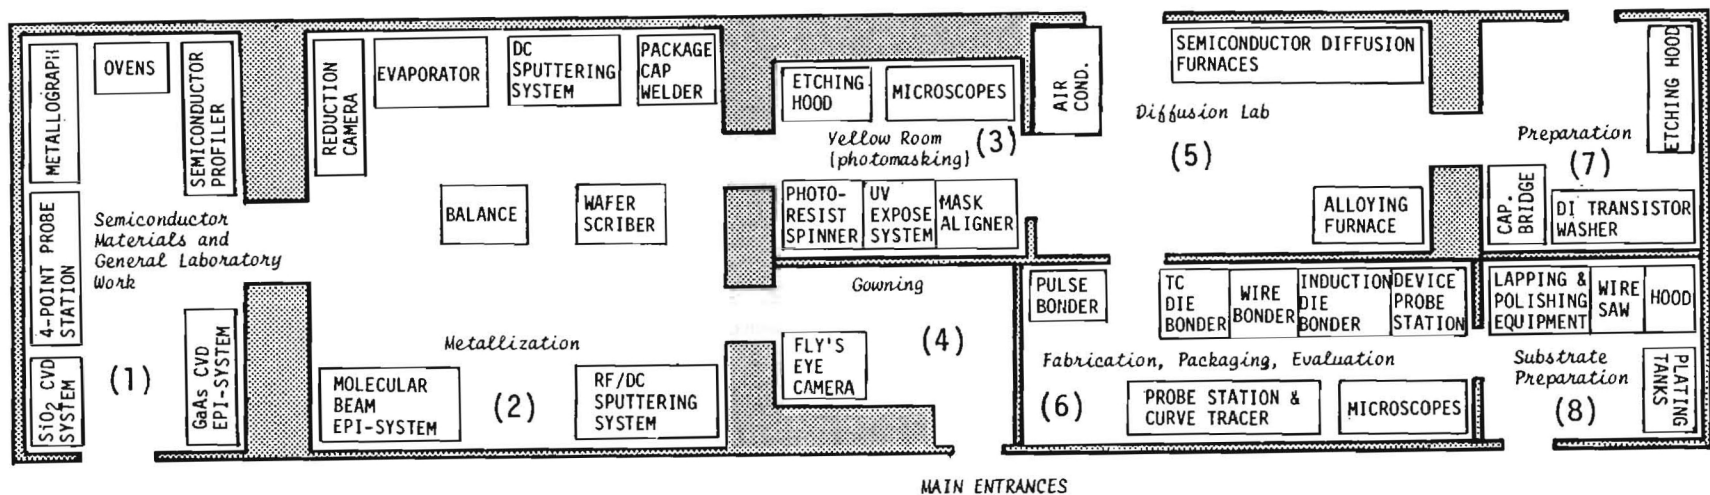 METALLOGRAPH
OVENS
SEMICONDUCTOR
PROFILER
4-POINT PROBE
STATION
Semiconductor
Materials and
General Laboratory
Work
SiO2 CVD
SYSTEM
(1)
GaAs CVD
EPI-SYSTEM
REDUCTION
CAMERA
EVAPORATOR
DC
SPUTTERING
SYSTEM
PACKAGE
CAP
WELDER
BALANCE
WAFER
SCRIBER
Metallization
MOLECULAR
BEAM
EPI-SYSTEM
(2)
RF/DC
SPUTTERING
SYSTEM
ETCHING
HOOD
MICROSCOPES
Yellow Room
(photomasking)
(3)
PHOTO-
RESIST
SPINNER
UV
EXPOSE
SYSTEM
MASK
ALIGNER
Gowning
(4)
FLY'S
EYE
CAMERA
AIR
COND.
SEMICONDUCTOR DIFFUSION
FURNACES
Diffusion Lab
(5)
ALLOYING
FURNACE
PULSE
BONDER
TC
DIE
BONDER
WIRE
BONDER
INDUCTION
DIE
BONDER
DEVICE
PROBE
STATION
Fabrication, Packaging, Evaluation
(6)
PROBE STATION &
CURVE TRACER
MICROSCOPES
ETCHING HOOD
Preparation
(7)
CAP.
BRIDGE
DI TRANSISTOR
WASHER
LAPPING &
POLISHING
EQUIPMENT
WIRE
SAW
HOOD
Substrate
Preparation
(8)
PLATING
TANKS
MAIN ENTRANCES